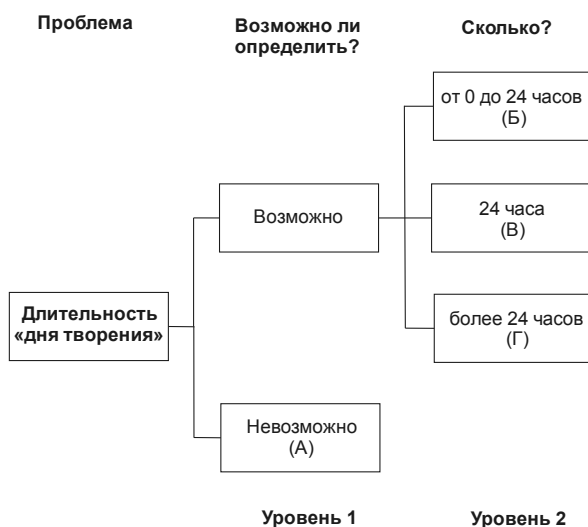 Проблема
Возможно ли
определить?
Сколько?
от 0 до 24 часов
(Б)
Возможно
24 часа
(В)
Длительность
«дня творения»
более 24 часов
(Г)
Невозможно
(А)
Уровень 1
Уровень 2